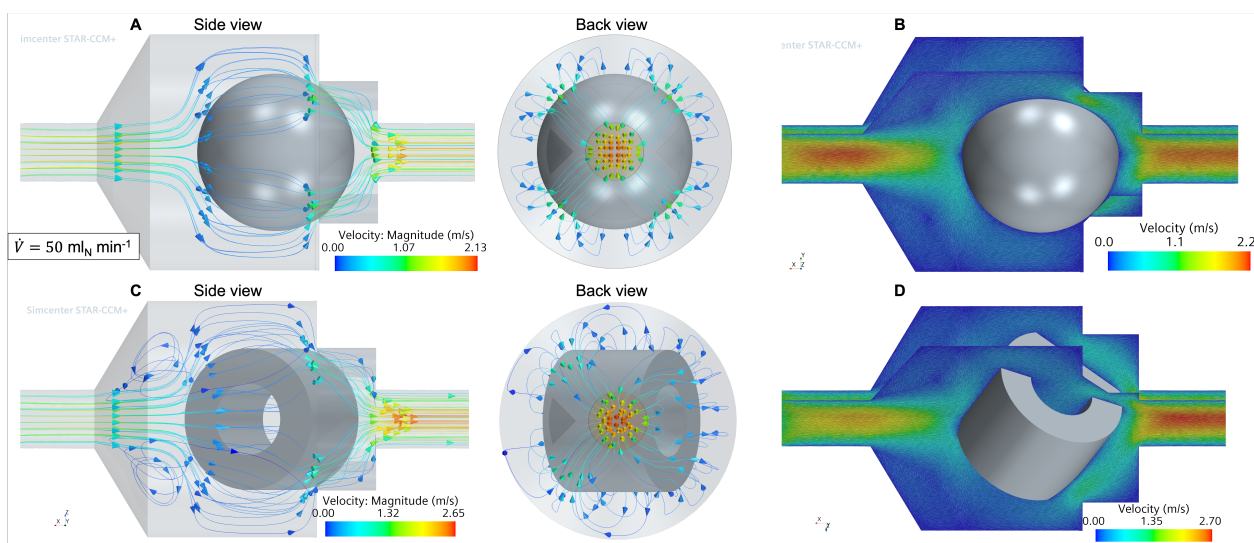 A Side view Back view B
imcenter STAR-CCM+
enter STAR-CCM+
V̇ = 50 mlN min-1
Velocity: Magnitude (m/s)
0.00 1.07 2.13
Velocity (m/s)
0.0 1.1 2.2
Y
X Z
C Side view Back view D
Simcenter STAR-CCM+
Z
X Y
Velocity: Magnitude (m/s)
0.00 1.32 2.65
Velocity (m/s)
0.00 1.35 2.70